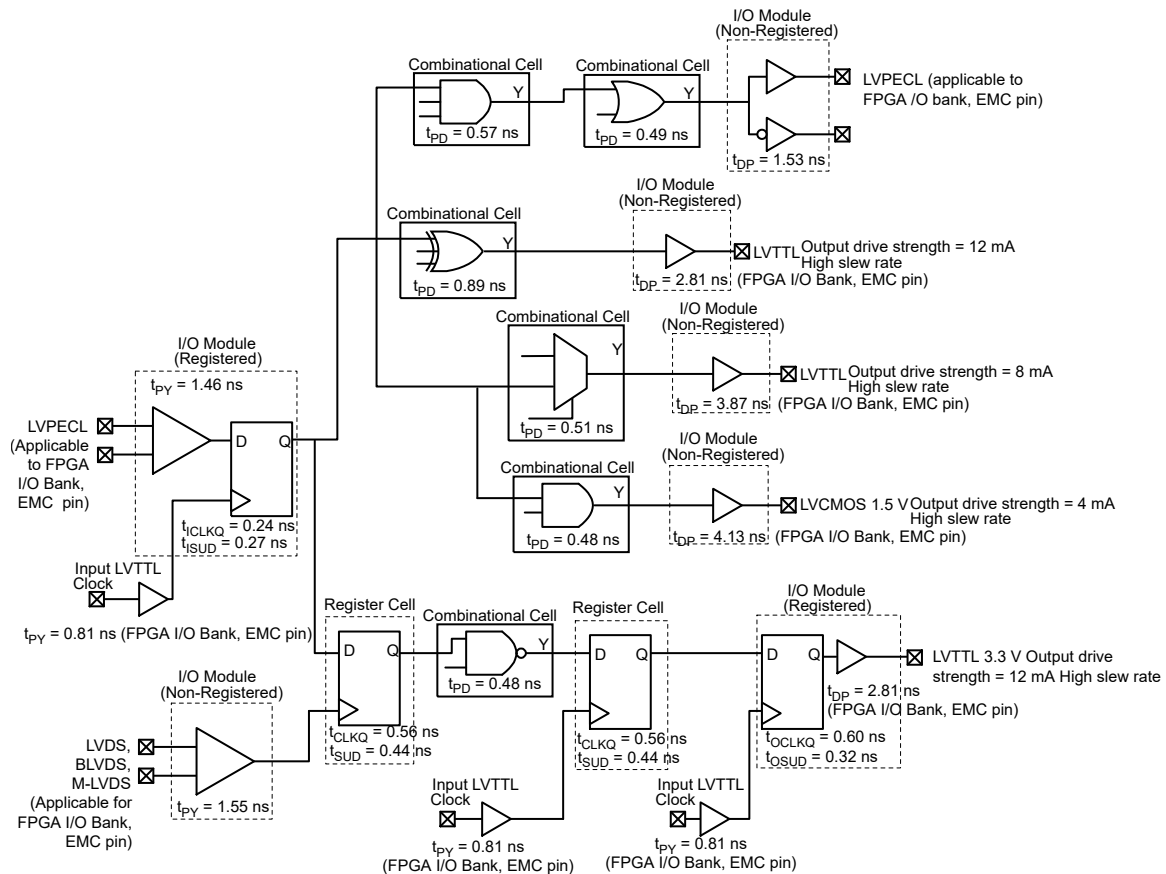 I/O Module
(Non-Registered)
Combinational Cell
Combinational Cell
Y
Y
LVPECL (applicable to
FPGA /O bank, EMC pin)
tPD = 0.57 ns
tPD = 0.49 ns
tDP = 1.53 ns
I/O Module
(Non-Registered)
Combinational Cell
Y
LVTTL Output drive strength = 12 mA
High slew rate
(FPGA I/O Bank, EMC pin)
tPD = 0.89 ns
tDP = 2.81 ns
Combinational Cell
I/O Module
(Non-Registered)
Y
LVTTL Output drive strength = 8 mA
High slew rate
(FPGA I/O Bank, EMC pin)
tDP = 3.87 ns
tPD = 0.51 ns
I/O Module
(Registered)
tPY = 1.46 ns
LVPECL
(Applicable
to FPGA
I/O Bank,
EMC pin)
D
Q
tICLKQ = 0.24 ns
tISUD = 0.27 ns
Combinational Cell
I/O Module
(Non-Registered)
Y
LVCMOS 1.5 V Output drive strength = 4 mA
High slew rate
(FPGA I/O Bank, EMC pin)
tPD = 0.48 ns
tDP = 4.13 ns
Input LVTTL
Clock
tPY = 0.81 ns (FPGA I/O Bank, EMC pin)
Register Cell
Combinational Cell
Register Cell
I/O Module
(Registered)
D
Q
Y
D
Q
D
Q
LVTTL 3.3 V Output drive
strength = 12 mA High slew rate
tPD = 0.48 ns
tDP = 2.81 ns
(FPGA I/O Bank, EMC pin)
tCLKQ = 0.56 ns
tSUD = 0.44 ns
tCLKQ = 0.56 ns
tSUD = 0.44 ns
tOCLKQ = 0.60 ns
tOSUD = 0.32 ns
I/O Module
(Non-Registered)
LVDS,
BLVDS,
M-LVDS
(Applicable for
FPGA I/O Bank,
EMC pin)
tPY = 1.55 ns
Input LVTTL
Clock
tPY = 0.81 ns
(FPGA I/O Bank, EMC pin)
Input LVTTL
Clock
tPY = 0.81 ns
(FPGA I/O Bank, EMC pin)